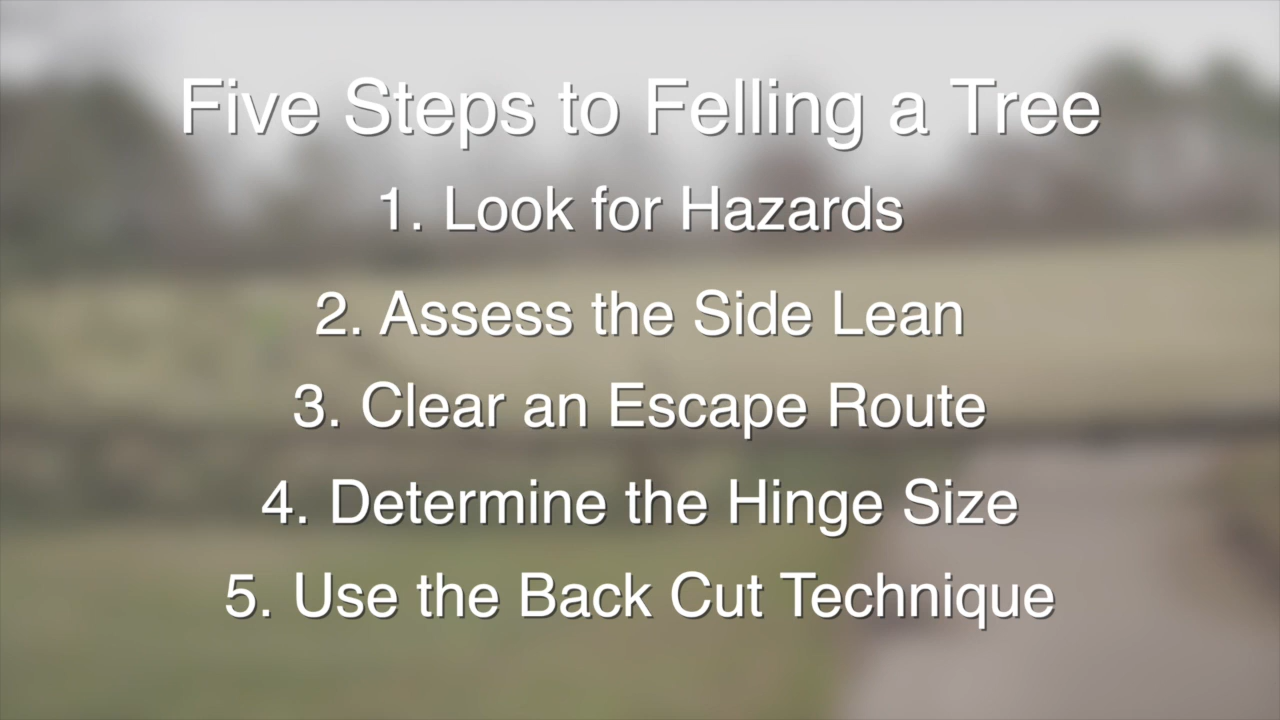 Five Steps to Felling a Tree
1. Look for Hazards
2. Assess the Side Lean
3. Clear an Escape Route
4. Determine the Hinge Size
5. Use the Back Cut Technique